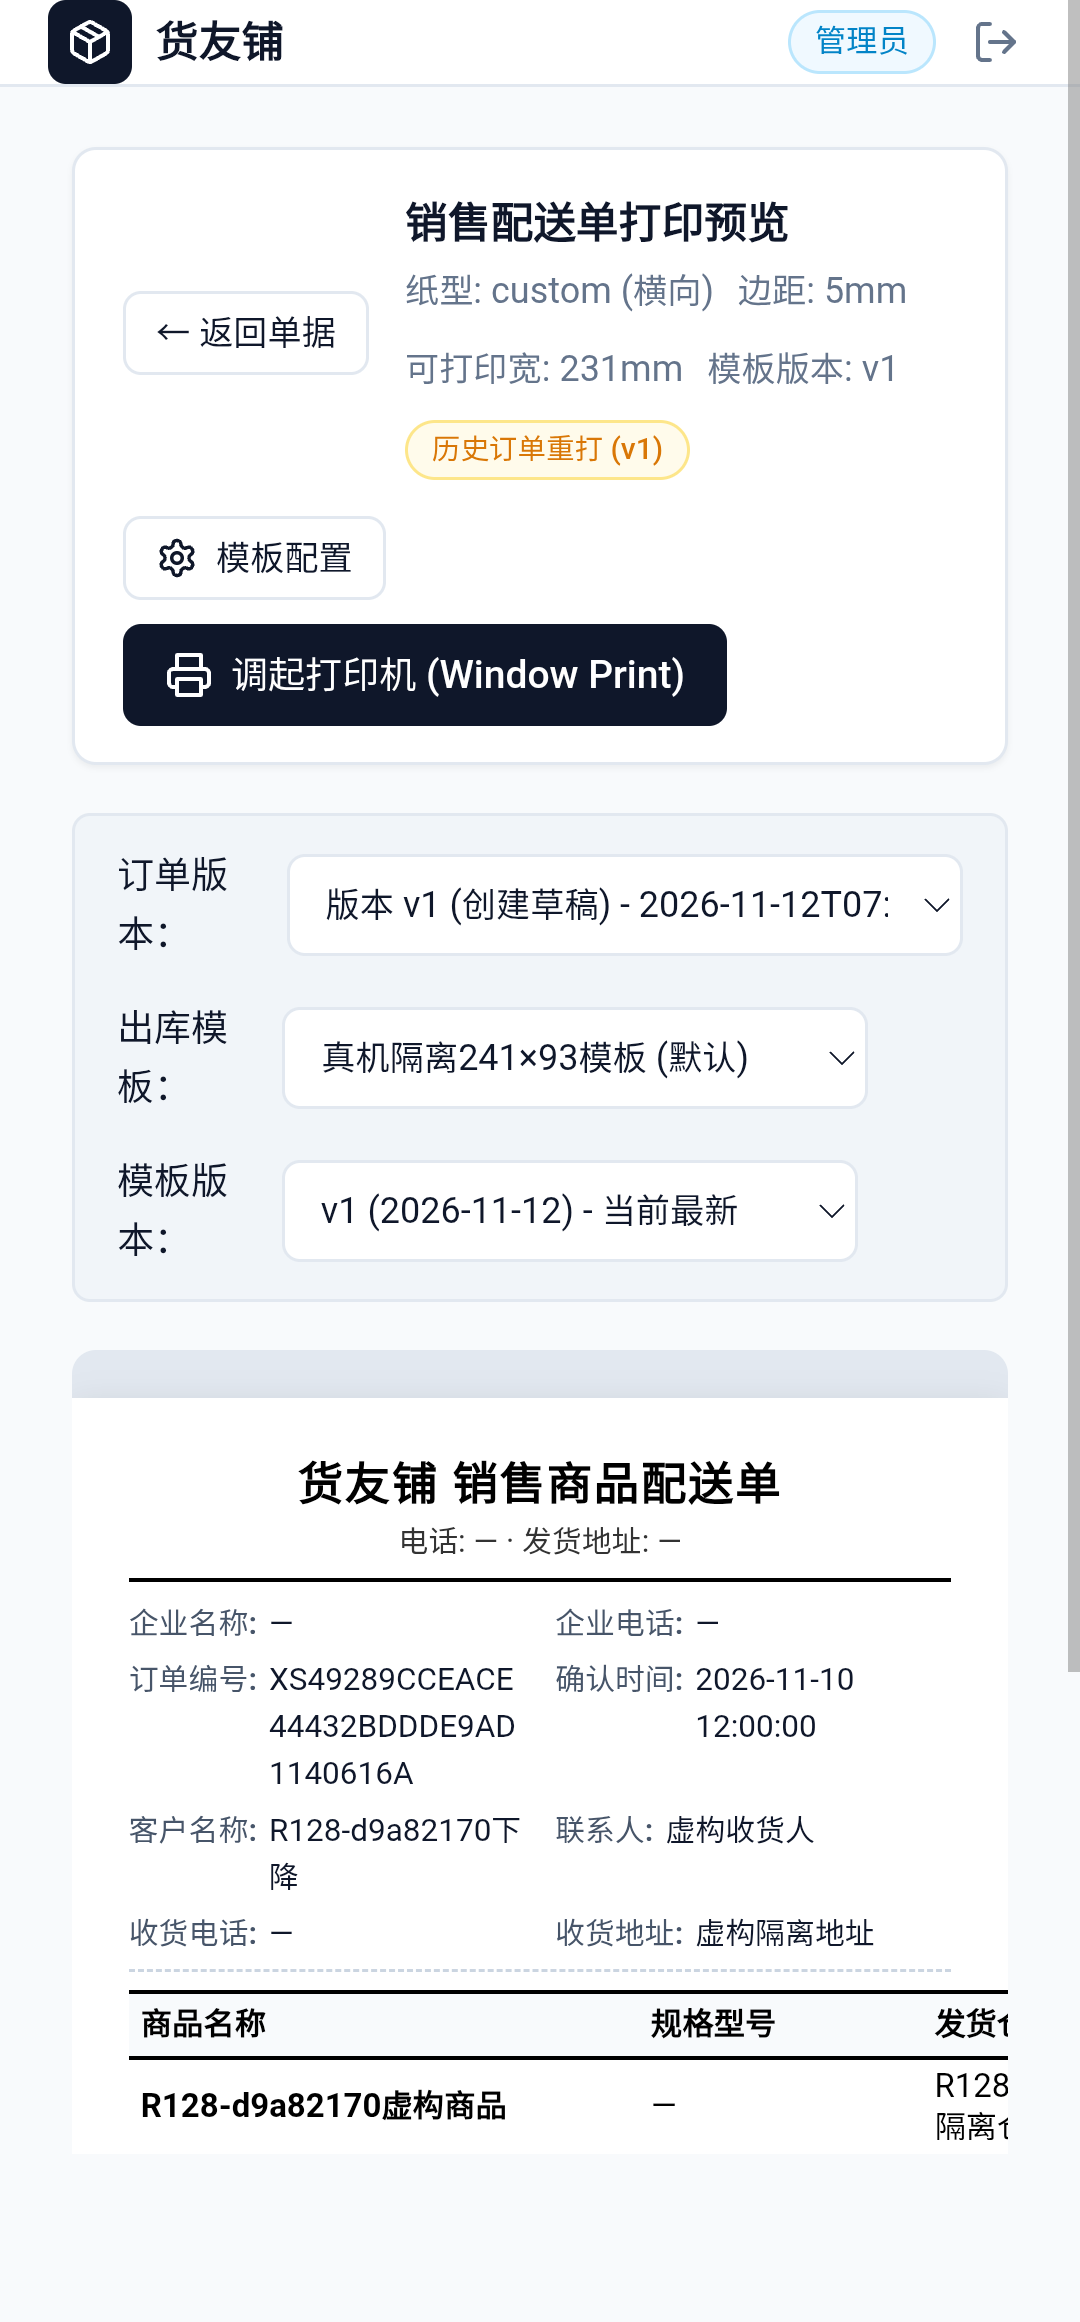 货友铺
管理员
销售配送单打印预览
纸型: custom (横向) 边距: 5mm
← 返回单据
可打印宽: 231mm 模板版本: v1
历史订单重打 (v1)
模板配置
调起打印机 (Window Print)
订单版
本：
版本 v1 (创建草稿) - 2026-11-12T07:
出库模
板：
真机隔离241×93模板 (默认)
模板版
本：
v1 (2026-11-12) - 当前最新
货友铺 销售商品配送单
电话: — · 发货地址: —
企业名称: — 企业电话: —
订单编号: XS49289CCEACE 确认时间: 2026-11-10
44432BDDDE9AD 12:00:00
1140616A
客户名称: R128-d9a82170下 联系人: 虚构收货人
降
收货电话: — 收货地址: 虚构隔离地址
商品名称 规格型号 发货
R128-d9a82170虚构商品 — R128
隔离